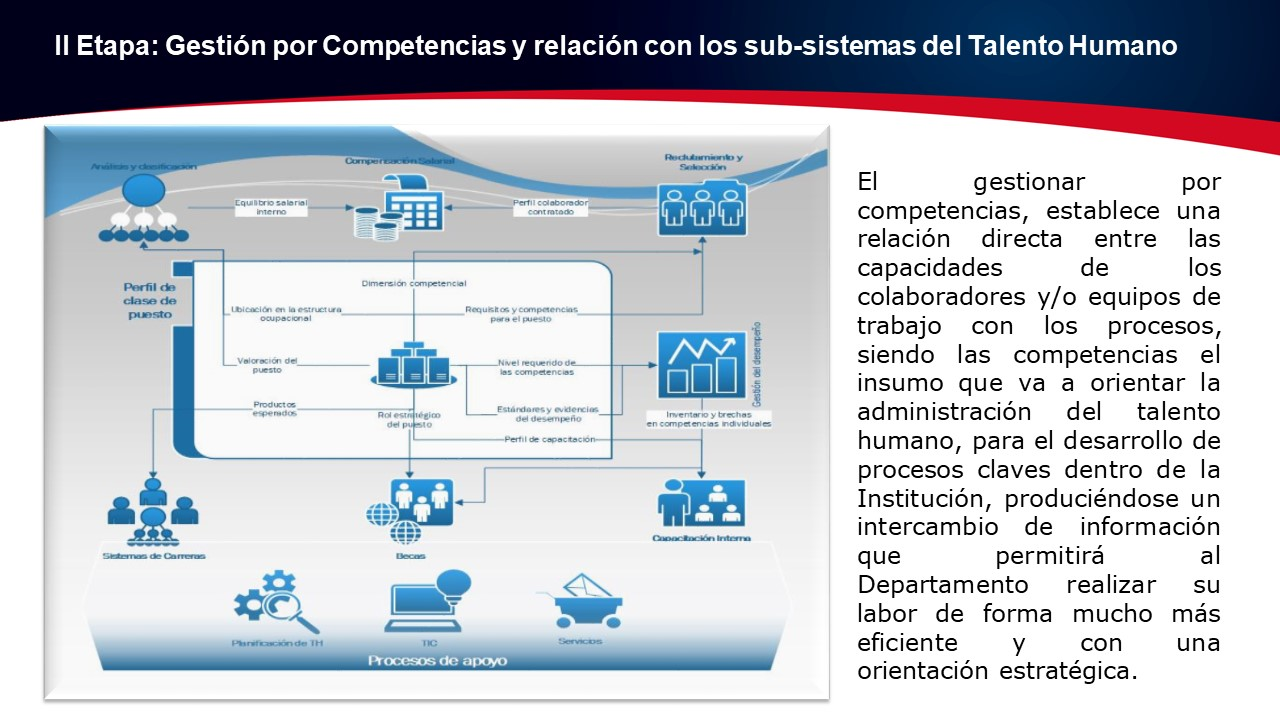 II Etapa: Gestión por Competencias y relación con los sub-sistemas del Talento Humano
Análisis y clasificación
Compensación Salarial
Reclutamiento y
Selección
Equilibrio salarial
interno
Perfil colaborador
contratado
Perfil de
clase de
puesto
Dimensión competencial
Ubicación en la estructura
ocupacional
Requisitos y competencias
para el puesto
Valoración del
puesto
Nivel requerido de
las competencias
Gestión del desempeño
Productos
esperados
Rol estratégico
del puesto
Estándares y evidencias
del desempeño
Inventario y brechas
en competencias individuales
Perfil de capacitación
Sistemas de Carreras
Becas
Capacitación Interna
Planificación de TH
TIC
Servicios
Procesos de apoyo
El gestionar por
competencias, establece una
relación directa entre las
capacidades de los
colaboradores y/o equipos de
trabajo con los procesos,
siendo las competencias el
insumo que va a orientar la
administración del talento
humano, para el desarrollo de
procesos claves dentro de la
Institución, produciéndose un
intercambio de información
que permitirá al
Departamento realizar su
labor de forma mucho más
eficiente y con una
orientación estratégica.